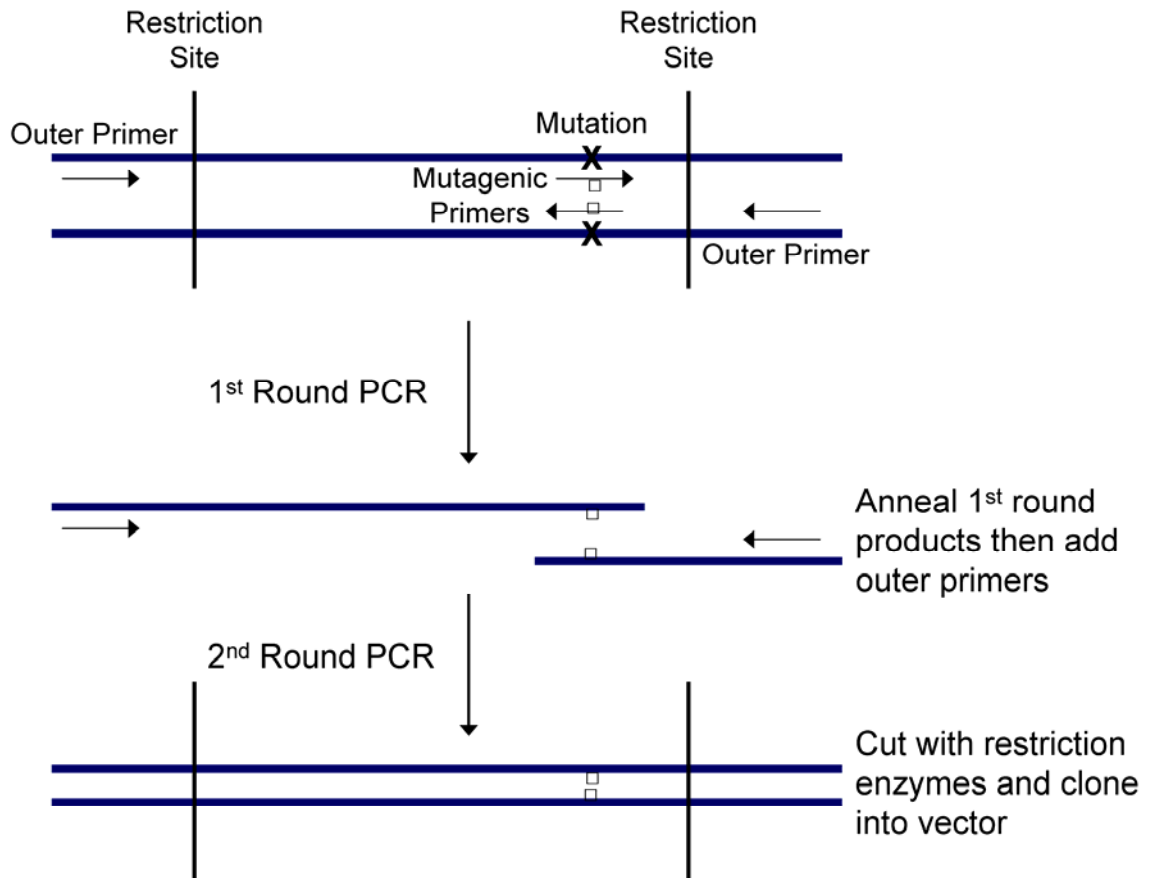 Restriction
Site
Restriction
Site
Outer Primer
Mutation
Mutagenic
Primers
Outer Primer
1st Round PCR
Anneal 1st round
products then add
outer primers
2nd Round PCR
Cut with restriction
enzymes and clone
into vector